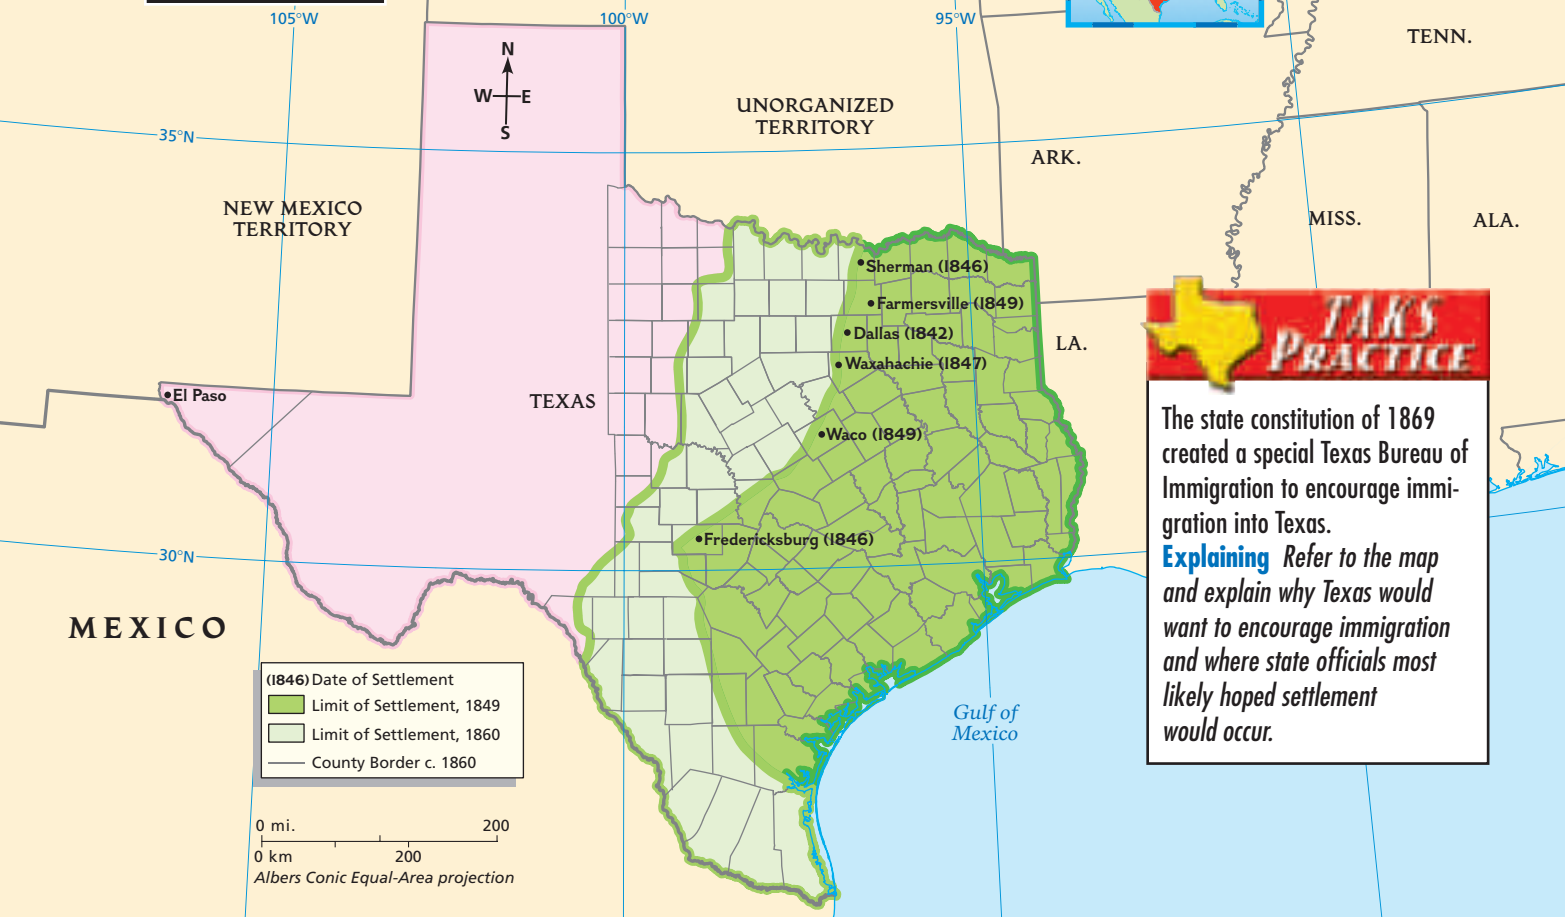 105°W
100°W
95°W
N
W E
S
35°N
UNORGANIZED
TERRITORY
TENN.
ARK.
NEW MEXICO
TERRITORY
MISS.
ALA.
Sherman (1846)
Farmersville (1849)
Dallas (1842)
LA.
Waxahachie (1847)
El Paso
TEXAS
Waco (1849)
Fredericksburg (1846)
30°N
MEXICO
Gulf of
Mexico
(1846) Date of Settlement
Limit of Settlement, 1849
Limit of Settlement, 1860
County Border c. 1860
0 mi. 200
0 km 200
Albers Conic Equal-Area projection
TAKS
PRACTICE
The state constitution of 1869
created a special Texas Bureau of
Immigration to encourage immi-
gration into Texas.
Explaining Refer to the map
and explain why Texas would
want to encourage immigration
and where state officials most
likely hoped settlement
would occur.